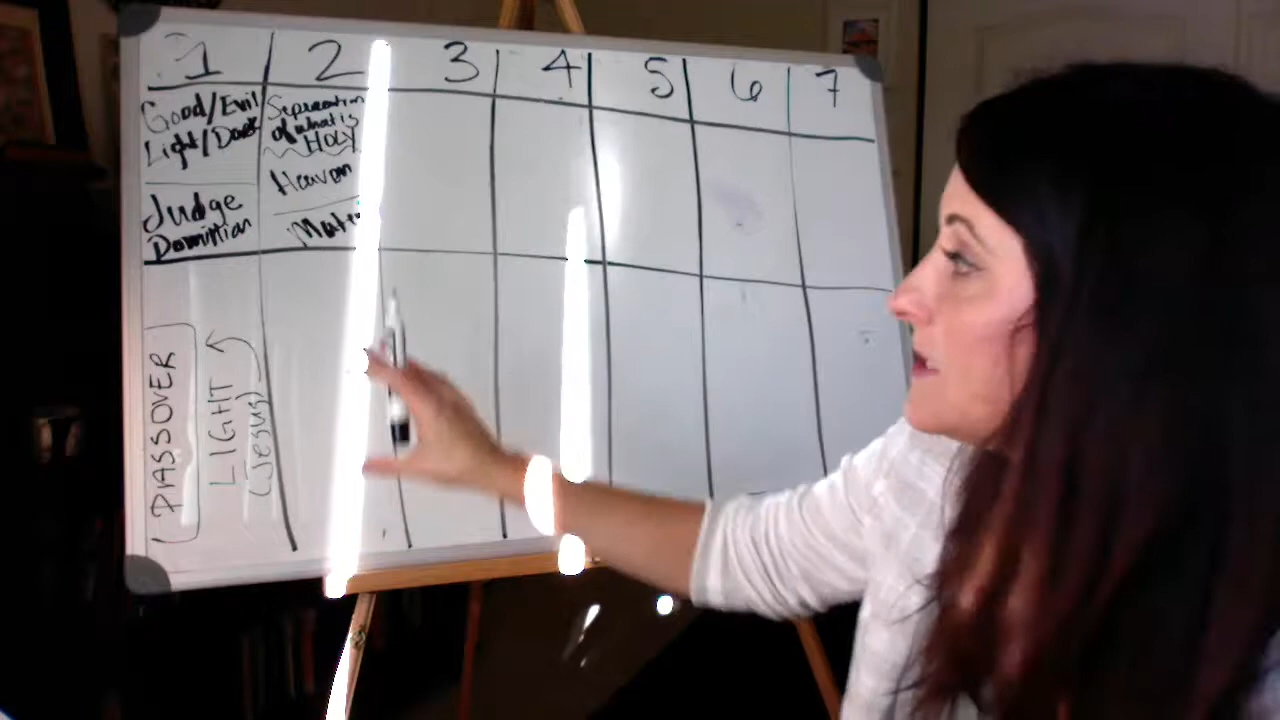 1 2 3 4 5 6 7
Good/Evil
Light/Dark
Judge
Domitian
Separation
of what is
HOLY
Heaven
PASSOVER
LIGHT
(Jesus)